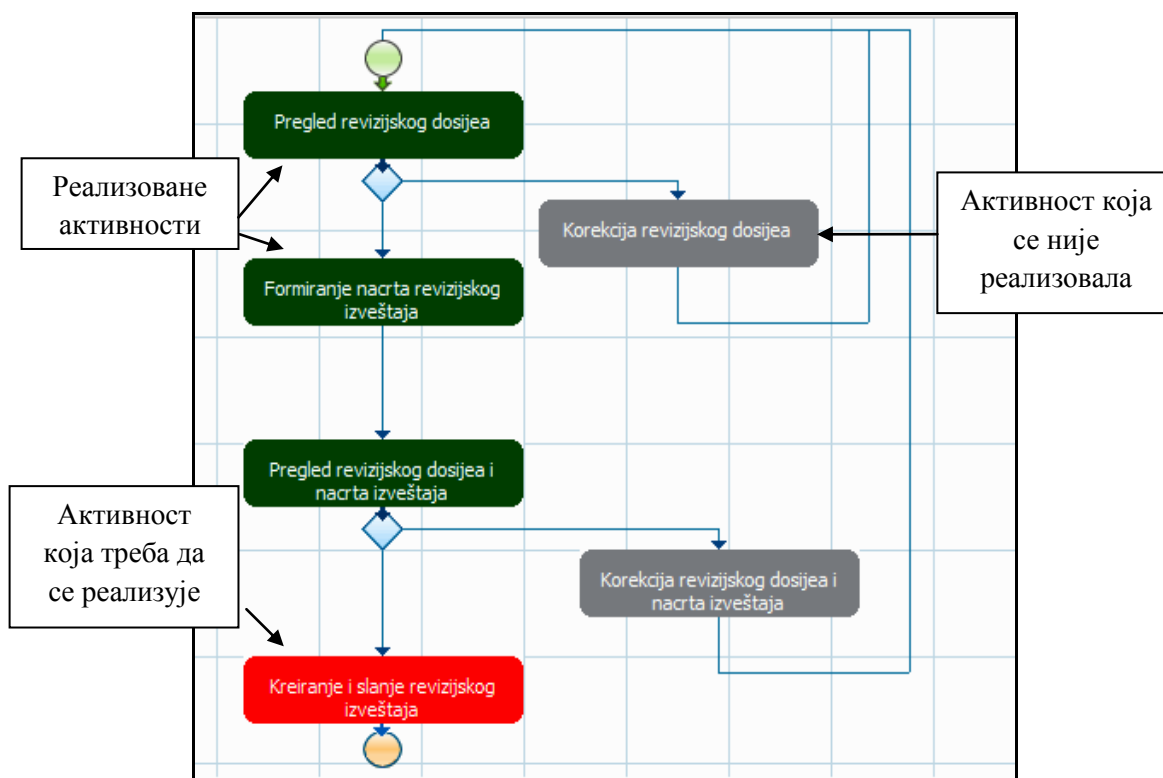 Pregled revizijskog dosijea
Реализоване
активности
Korekcija revizijskog dosijea
Активност која
се није
реализовала
Formiranje nacrta revizijskog
izveštaja
Pregled revizijskog dosijea i
nacrta izveštaja
Активност
која треба да
се реализује
Korekcija revizijskog dosijea i
nacrta izveštaja
Kreiranje i slanje revizijskog
izveštaja